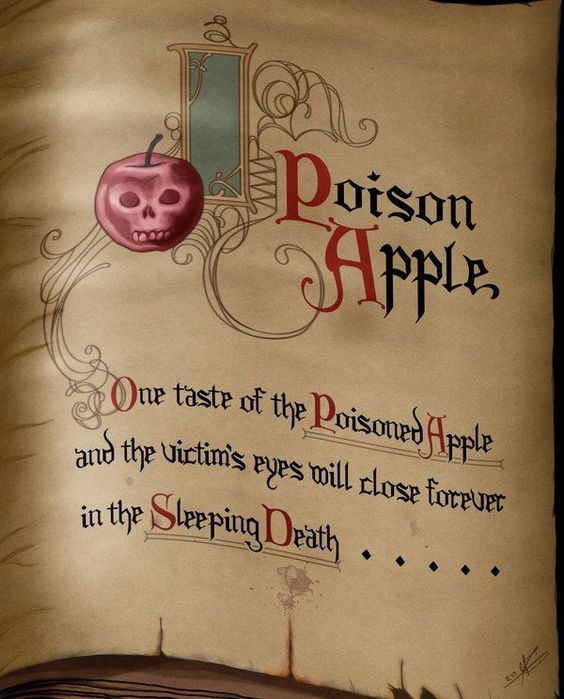 Poison
Apple
One taste of the Poisoned Apple
and the victim's eyes will close forever
in the Sleeping Death . . . . .